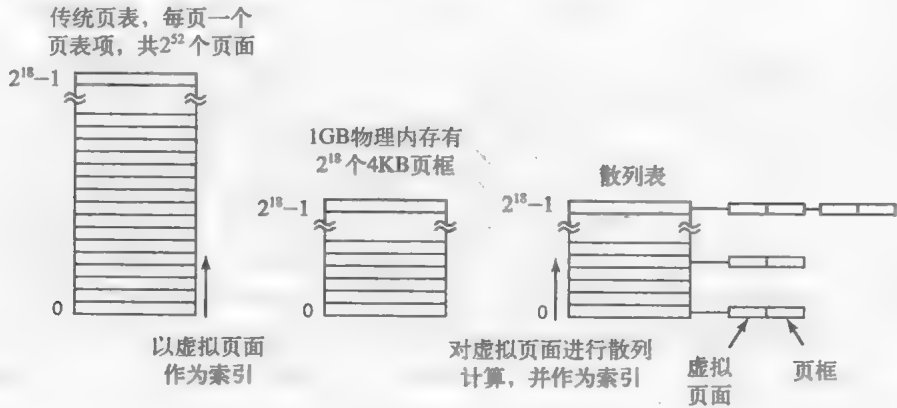 传统页表，每页一个
页表项，共2⁵²个页面
2¹⁸−1
0
以虚拟页面
作为索引
1GB物理内存有
2¹⁸个4KB页框
2¹⁸−1
0
散列表
2¹⁸−1
0
对虚拟页面进行散列
计算，并作为索引
虚拟
页面
页框